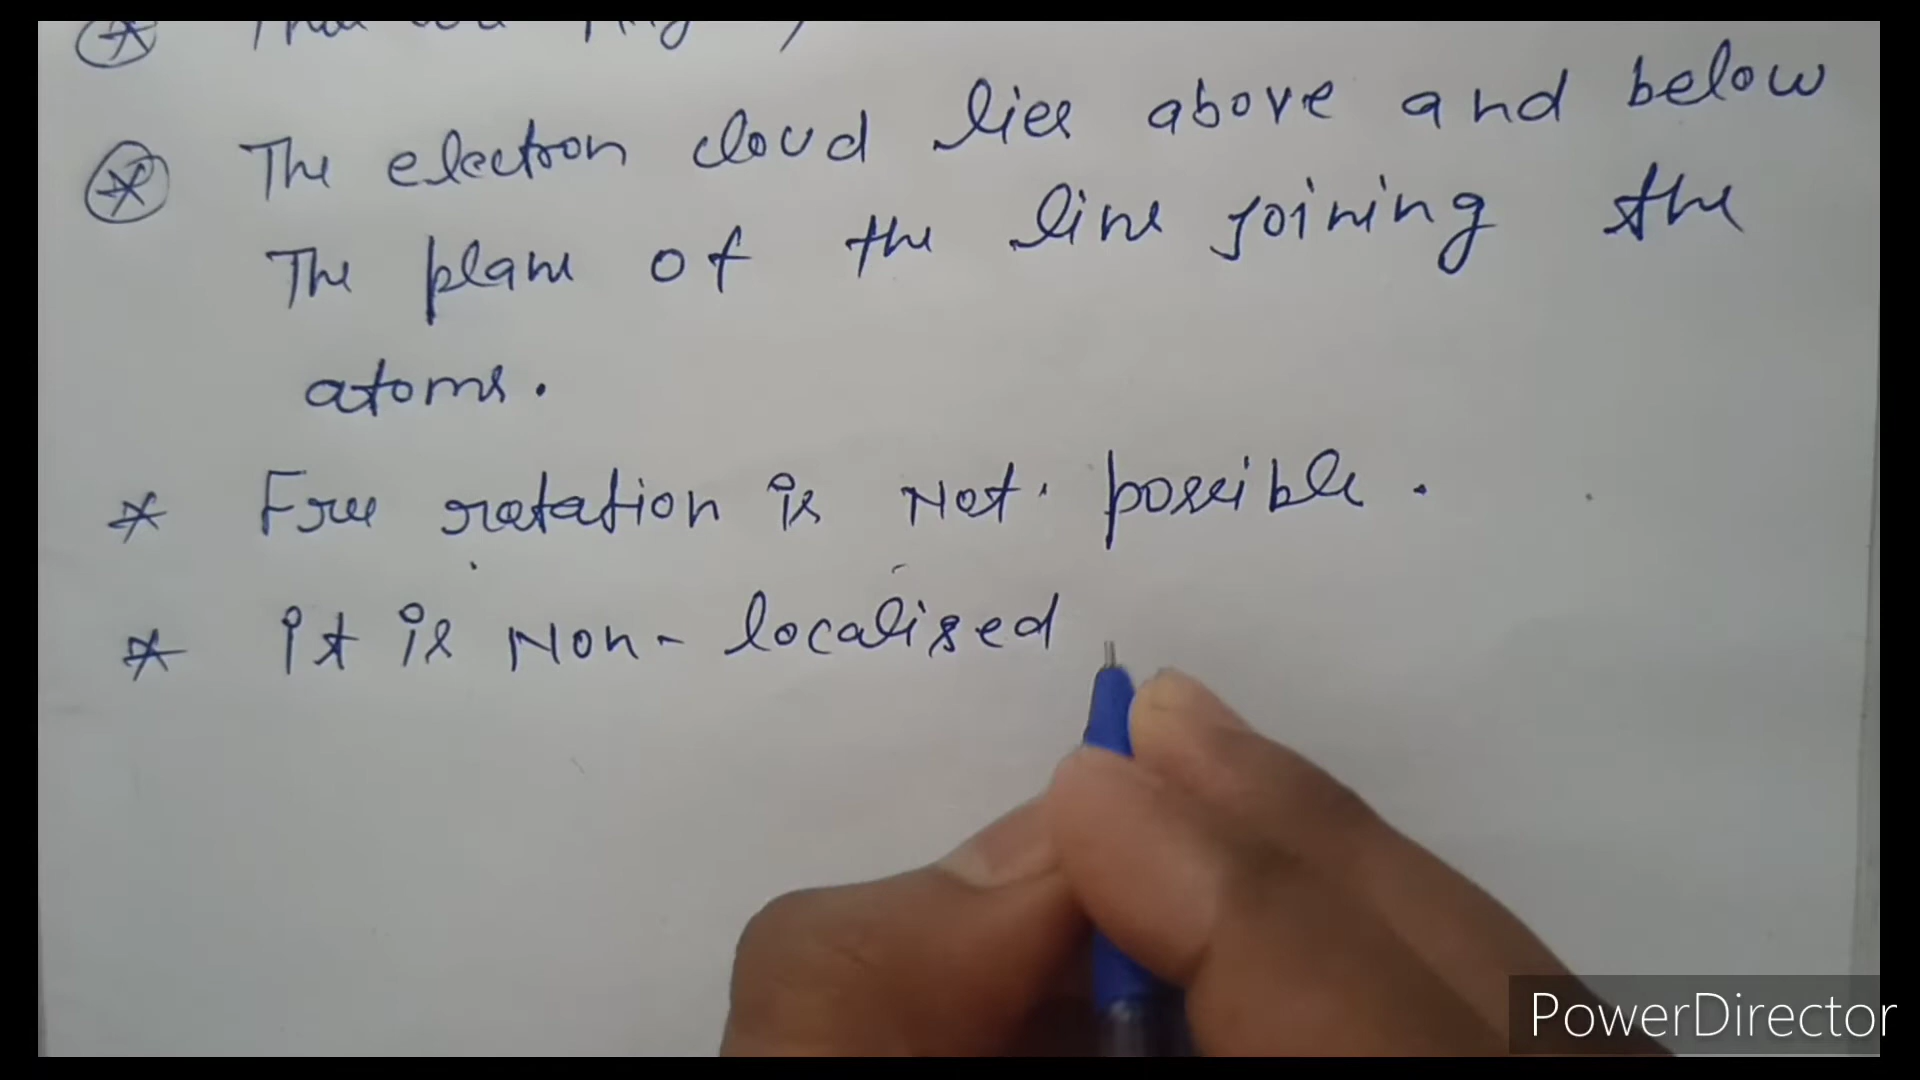 The electron cloud lies above and below
The plane of the line joining the
atoms.
* Free rotation is Not possible.
* it is Non-localised
PowerDirector